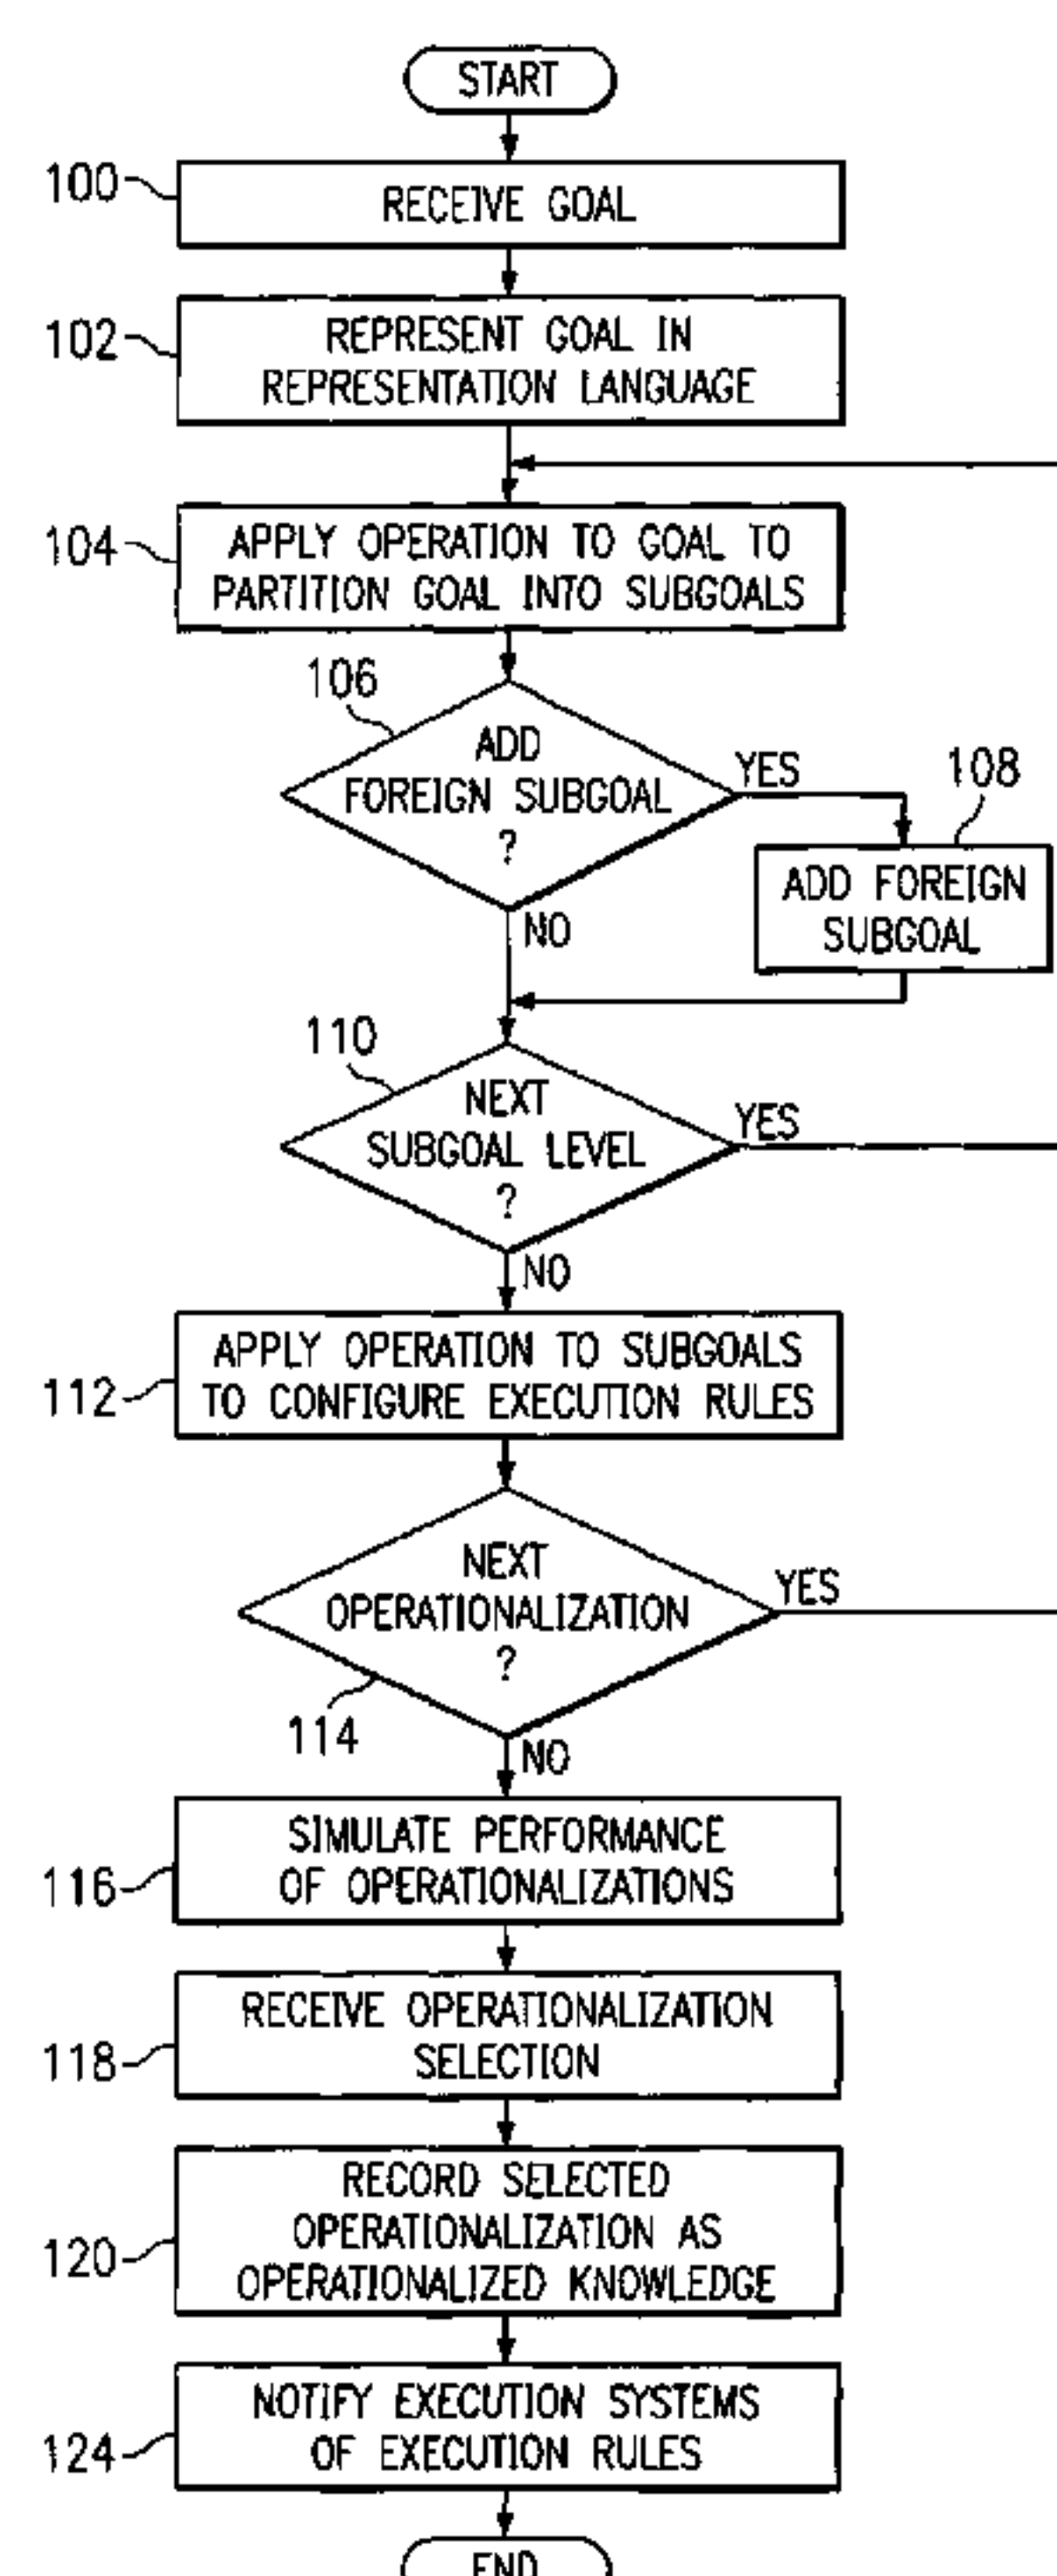 START
100
RECEIVE GOAL
102
REPRESENT GOAL IN
REPRESENTATION LANGUAGE
104
APPLY OPERATION TO GOAL TO
PARTITION GOAL INTO SUBGOALS
106
ADD
FOREIGN SUBGOAL
?
YES
108
ADD FOREIGN
SUBGOAL
NO
110
NEXT
SUBGOAL LEVEL
?
YES
NO
112
APPLY OPERATION TO SUBGOALS
TO CONFIGURE EXECUTION RULES
NEXT
OPERATIONALIZATION
?
YES
114
NO
116
SIMULATE PERFORMANCE
OF OPERATIONALIZATIONS
118
RECEIVE OPERATIONALIZATION
SELECTION
120
RECORD SELECTED
OPERATIONALIZATION AS
OPERATIONALIZED KNOWLEDGE
124
NOTIFY EXECUTION SYSTEMS
OF EXECUTION RULES
END